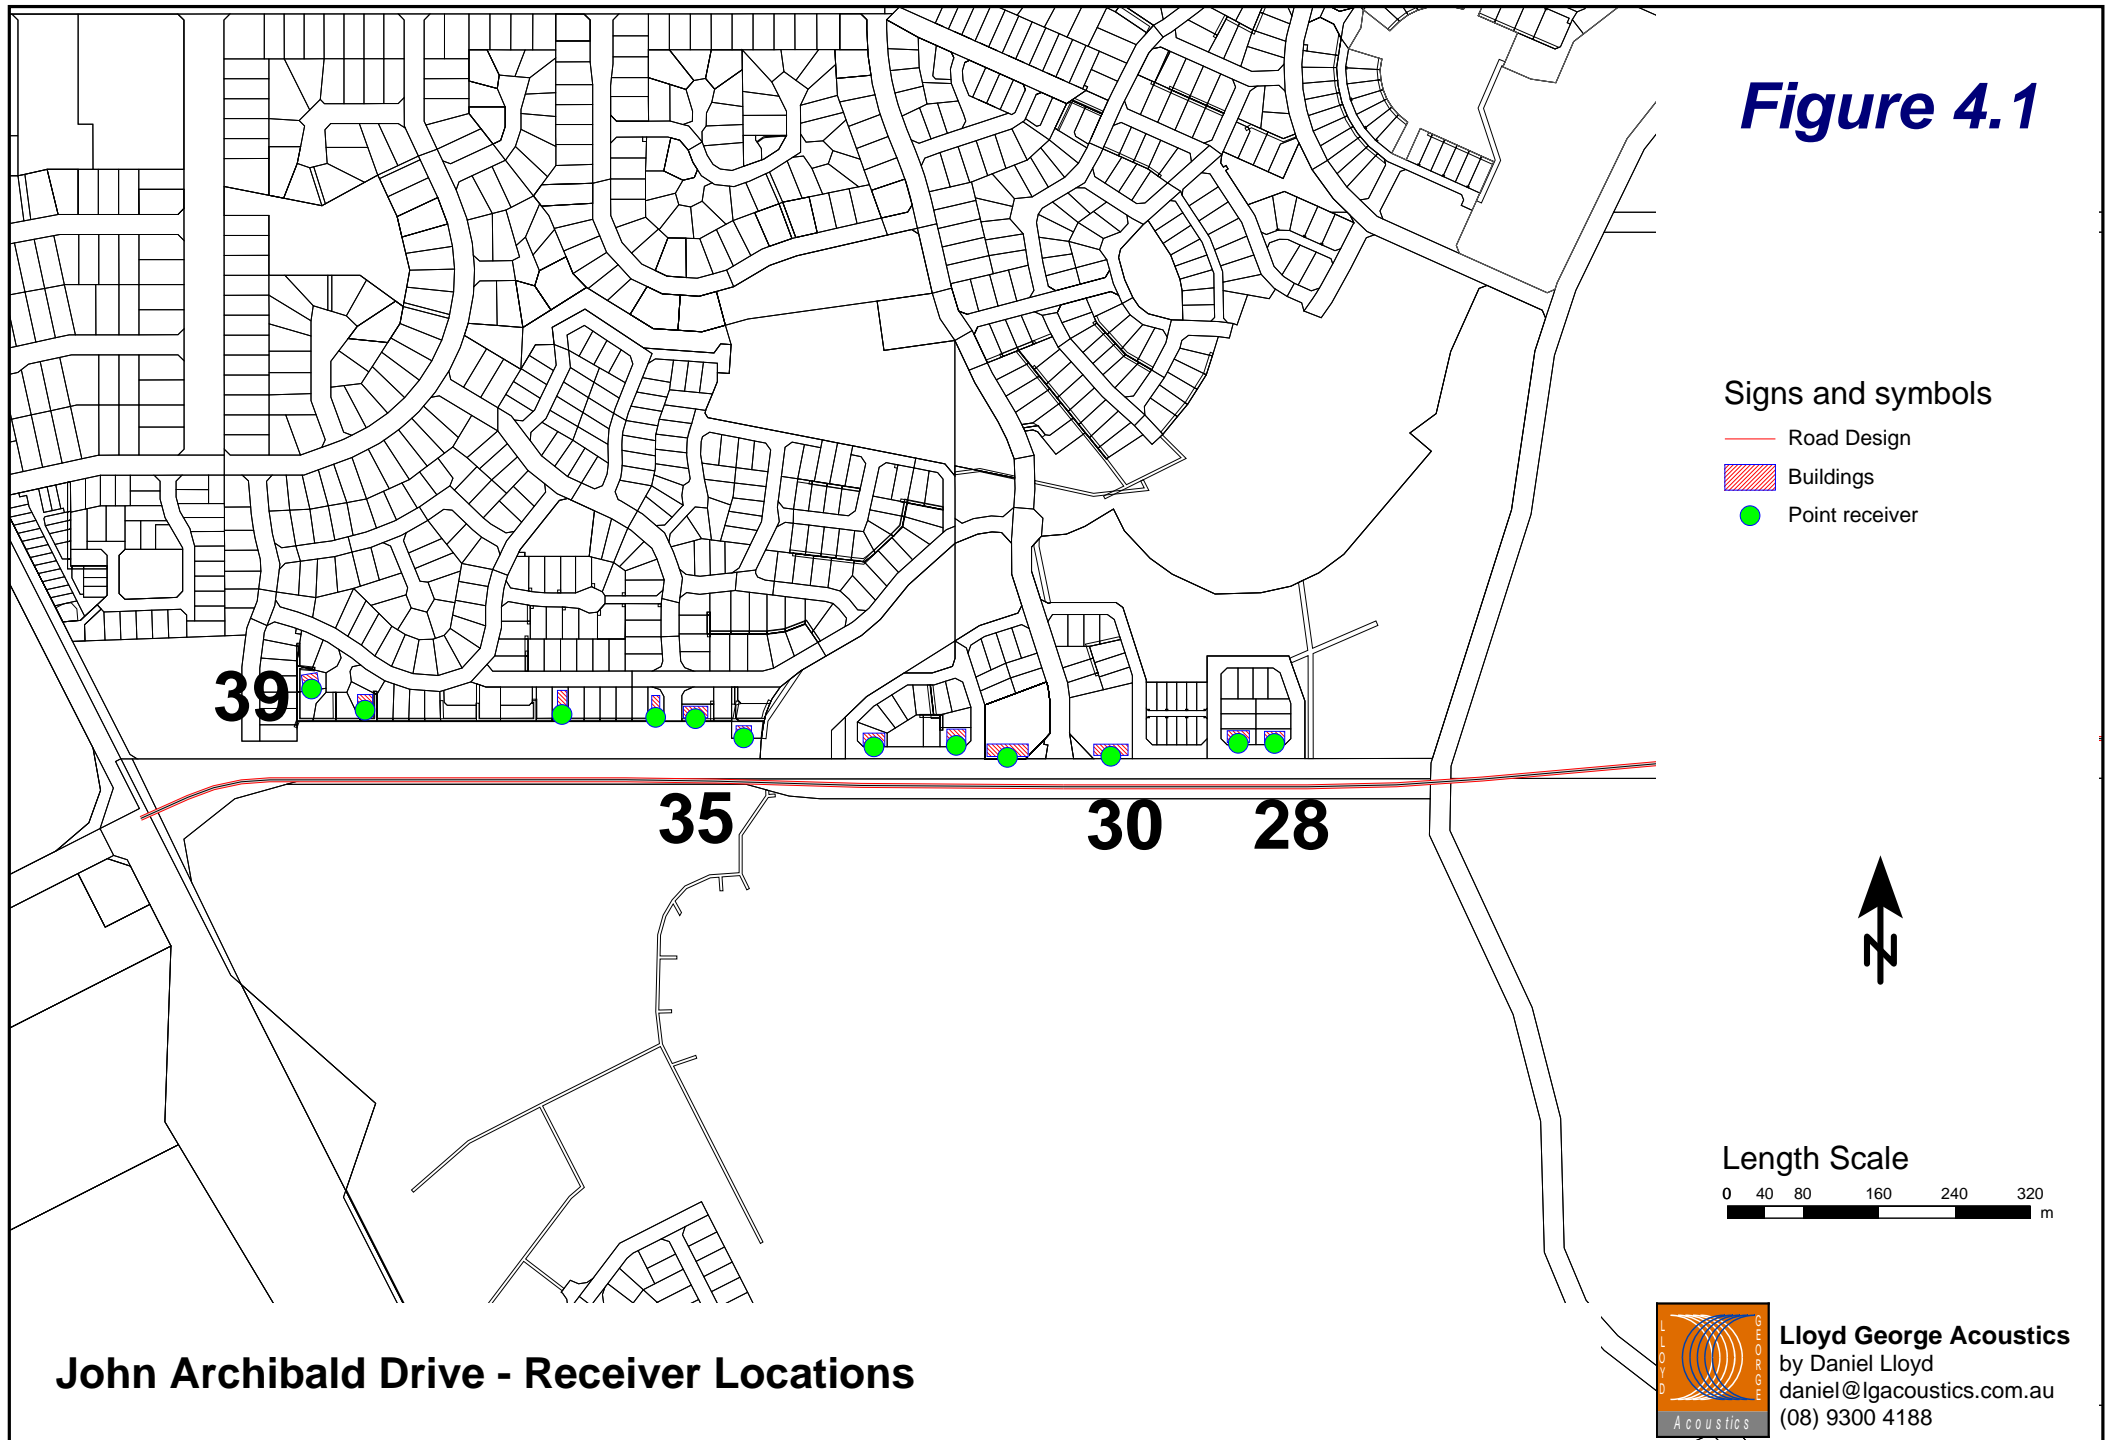 Figure 4.1
Signs and symbols
Road Design
Buildings
Point receiver
39
35
30
28
N
Length Scale
0 40 80 160 240 320
m
John Archibald Drive - Receiver Locations
LLOYD
GEORGE
Acoustics
Lloyd George Acoustics
by Daniel Lloyd
daniel@lgacoustics.com.au
(08) 9300 4188